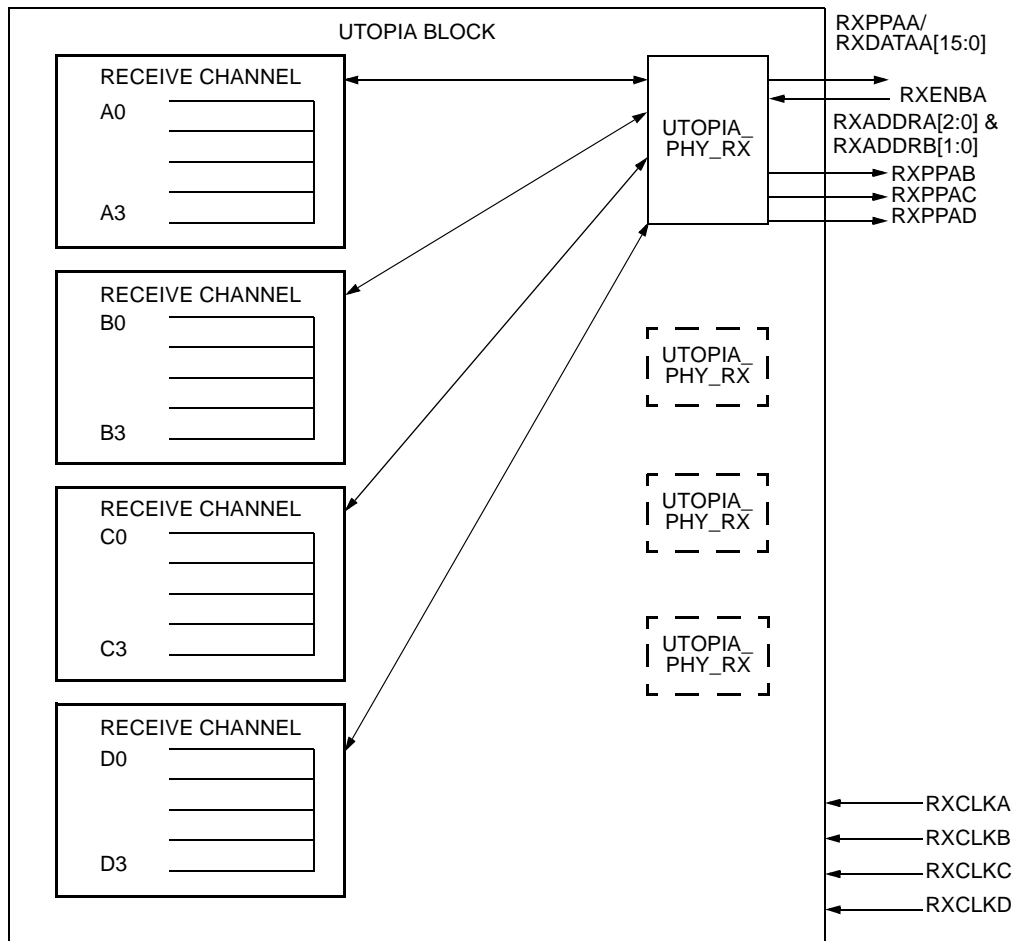 UTOPIA BLOCK
RXPPAA/
RXDATAA[15:0]
RECEIVE CHANNEL
A0
A3
UTOPIA_
PHY_RX
RXENBA
RXADDRA[2:0] &
RXADDRB[1:0]
RXPPAB
RXPPAC
RXPPAD
RECEIVE CHANNEL
B0
B3
UTOPIA_
PHY_RX
RECEIVE CHANNEL
C0
C3
UTOPIA_
PHY_RX
UTOPIA_
PHY_RX
RECEIVE CHANNEL
D0
D3
RXCLKA
RXCLKB
RXCLKC
RXCLKD